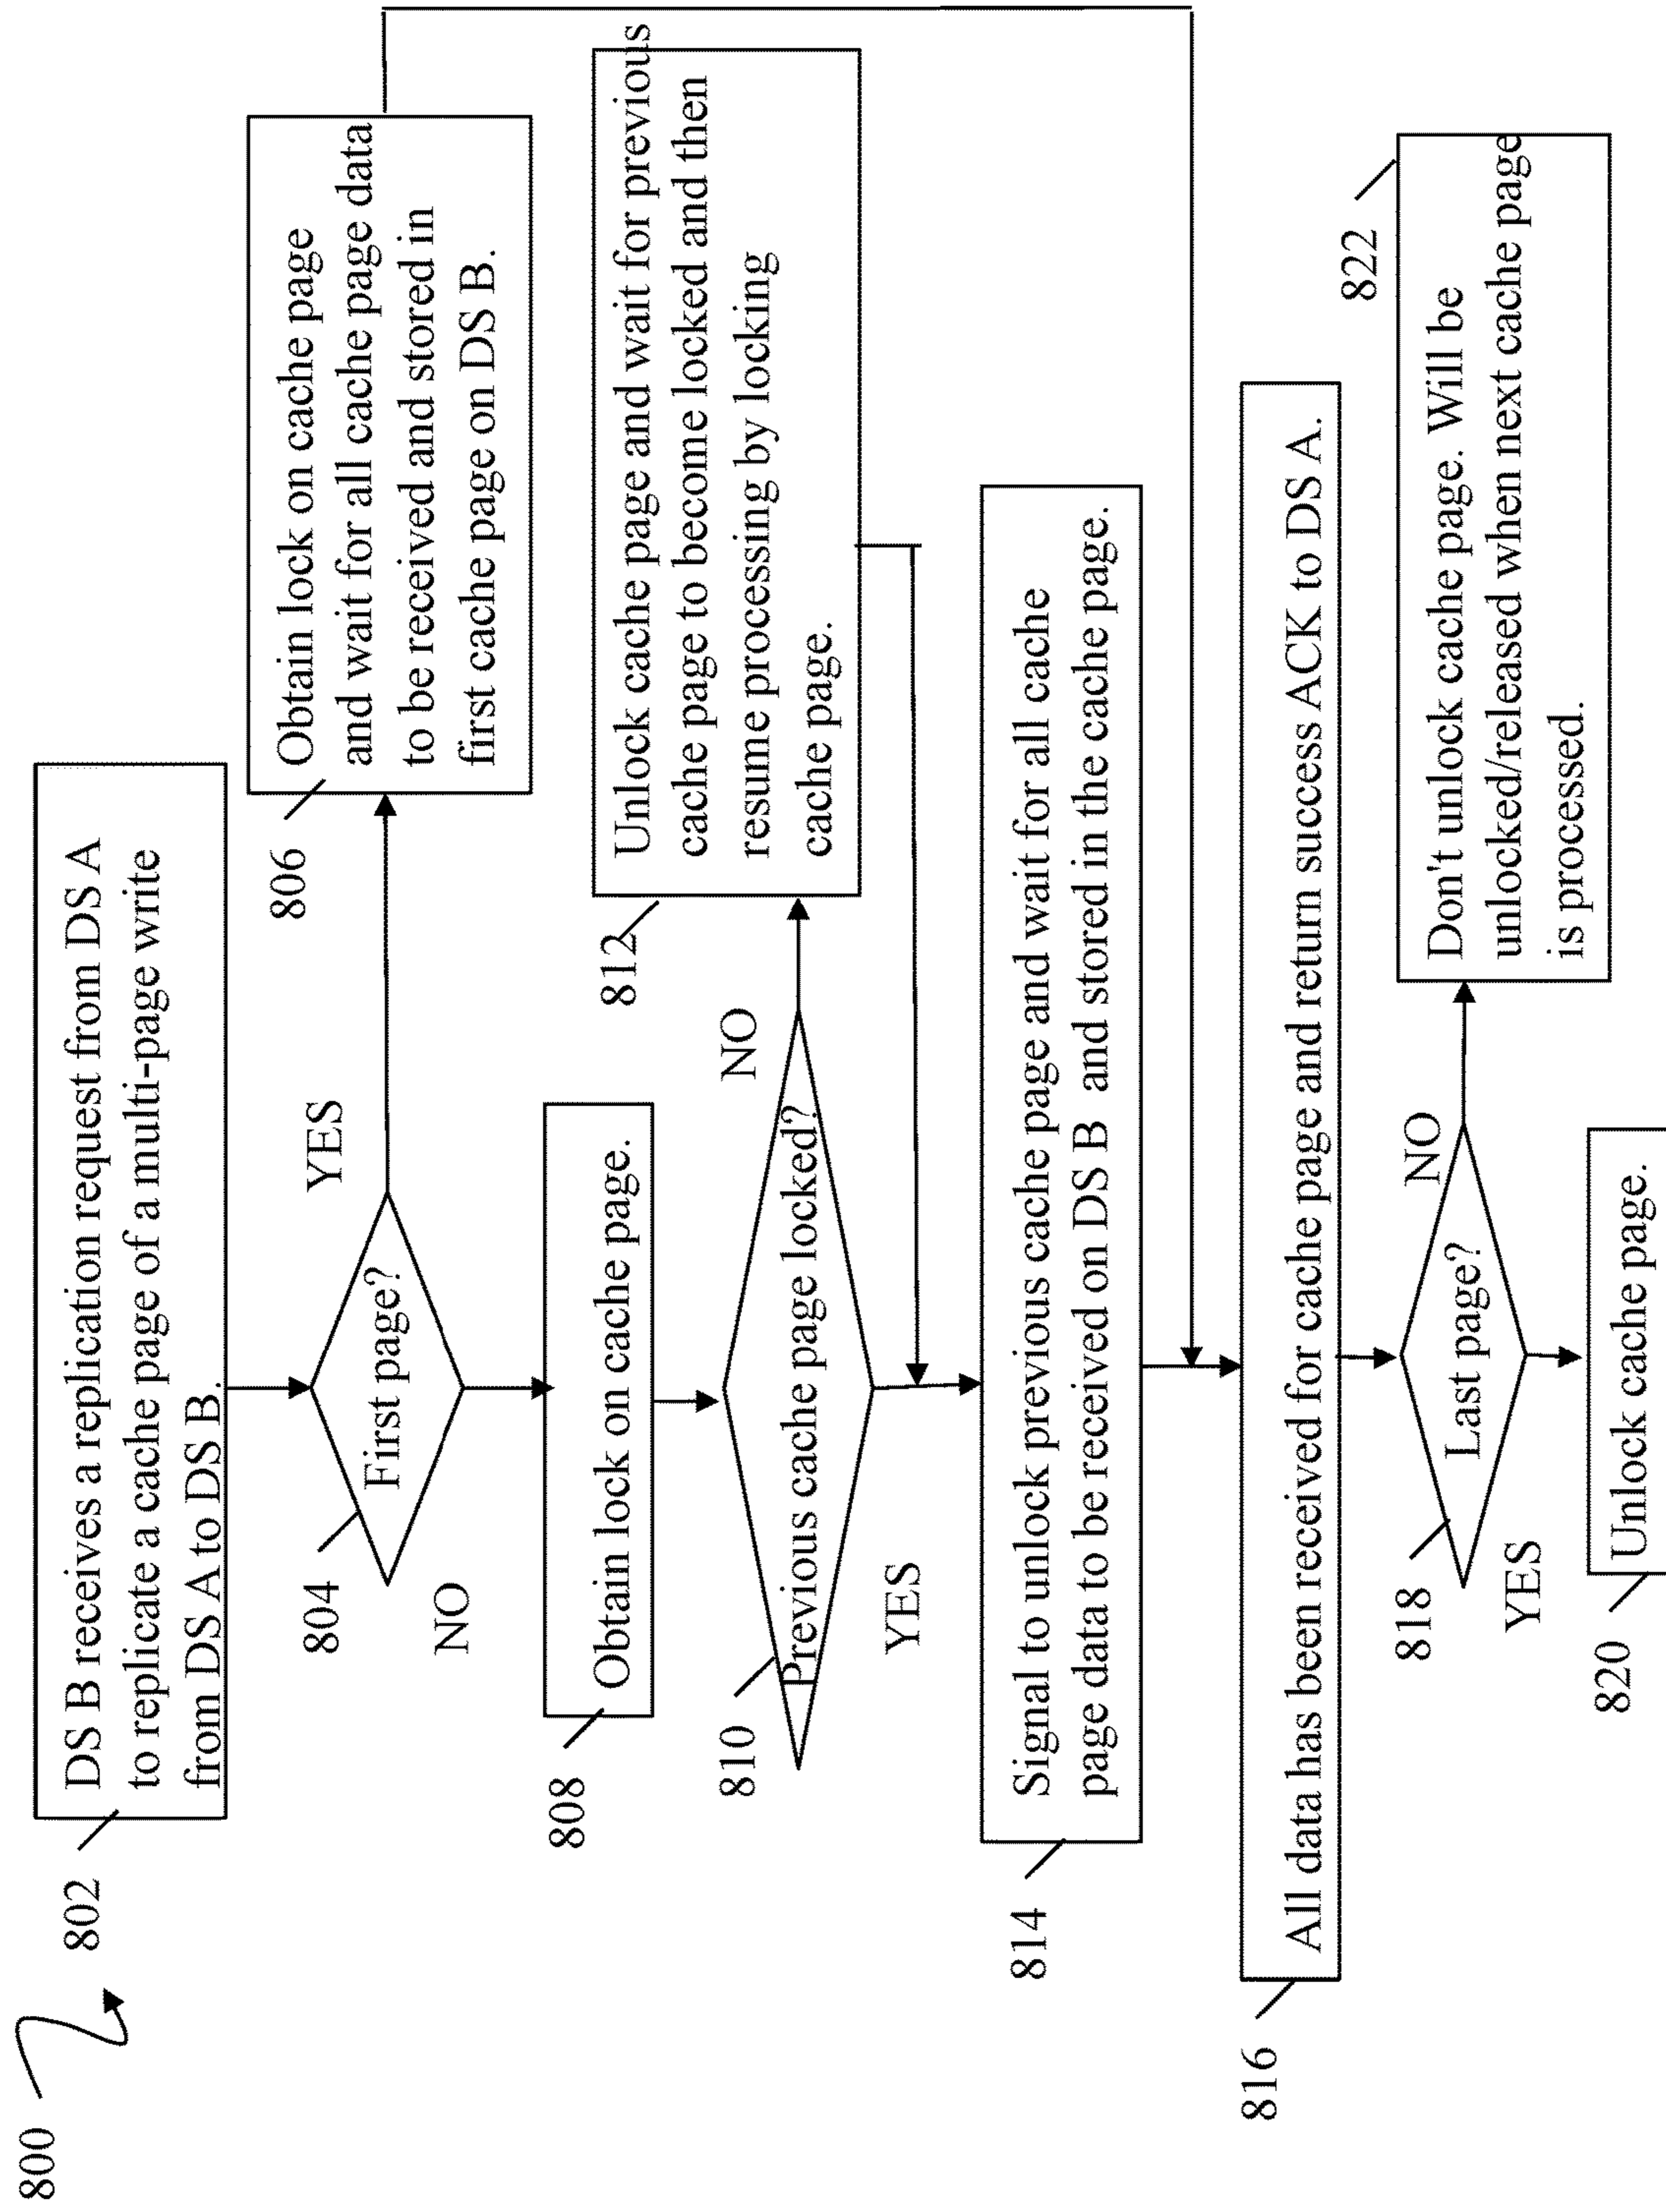 800
802
DS B receives a replication request from DS A
to replicate a cache page of a multi-page write
from DS A to DS B.
804
First page?
YES
NO
806
Obtain lock on cache page
and wait for all cache page data
to be received and stored in
first cache page on DS B.
808
Obtain lock on cache page.
810
Previous cache page locked?
NO
YES
812
Unlock cache page and wait for previous
cache page to become locked and then
resume processing by locking
cache page.
814
Signal to unlock previous cache page and wait for all cache
page data to be received on DS B and stored in the cache page.
816
All data has been received for cache page and return success ACK to DS A.
818
Last page?
NO
YES
820
Unlock cache page.
822
Don't unlock cache page. Will be
unlocked/released when next cache page
is processed.